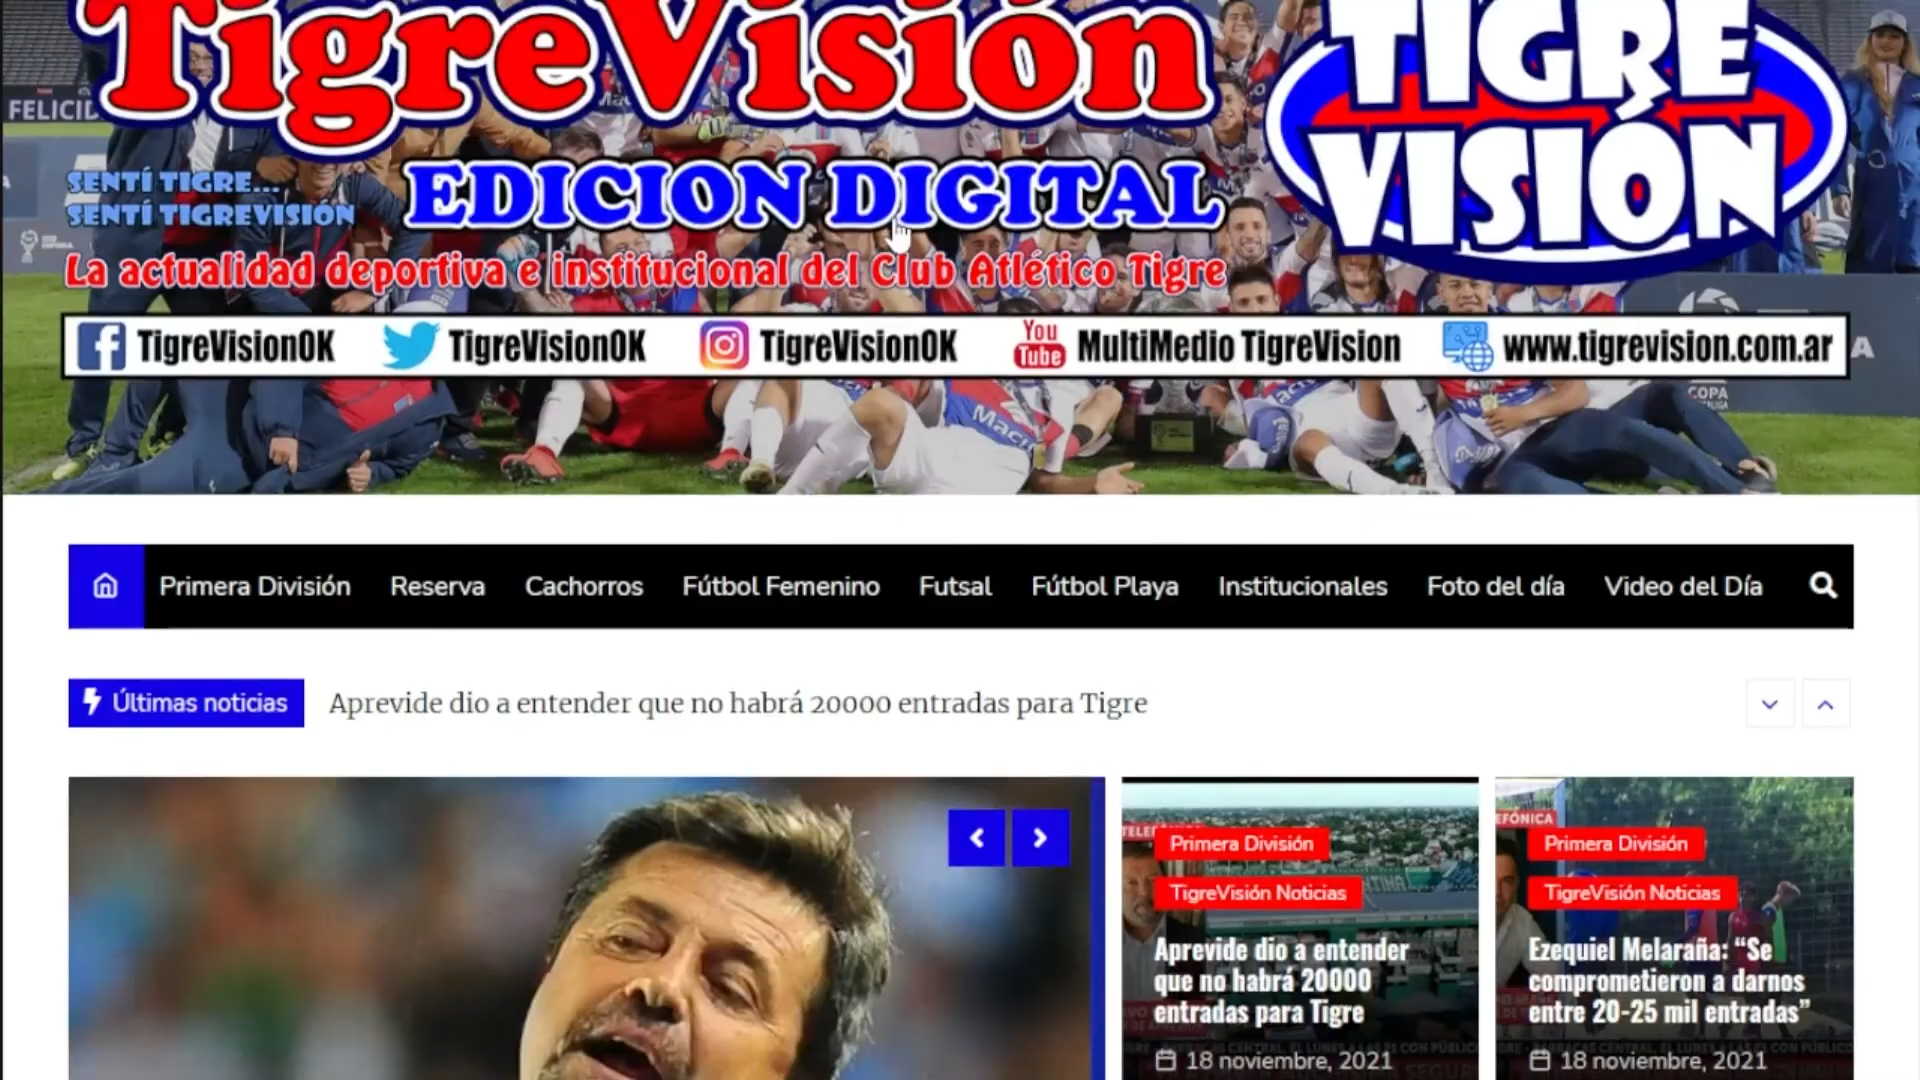 TigreVisión
TIGRE
VISIÓN
FELICID
SENTÍ TIGRE...
SENTÍ TIGREVISIÓN
EDICION DIGITAL
La actualidad deportiva e institucional del Club Atlético Tigre
TigreVisionOK
TigreVisionOK
TigreVisionOK
You
Tube
MultiMedio TigreVision
www.tigrevision.com.ar
A
Macr
COPA
Primera División
Reserva
Cachorros
Fútbol Femenino
Futsal
Fútbol Playa
Institucionales
Foto del día
Video del Día
Últimas noticias
Aprevide dio a entender que no habrá 20000 entradas para Tigre
TELEF
Primera División
TigreVisión Noticias
Aprevide dio a entender
que no habrá 20000
entradas para Tigre
18 noviembre, 2021
EFÓNICA
Primera División
TigreVisión Noticias
Ezequiel Melaraña: “Se
comprometieron a darnos
entre 20-25 mil entradas”
18 noviembre, 2021